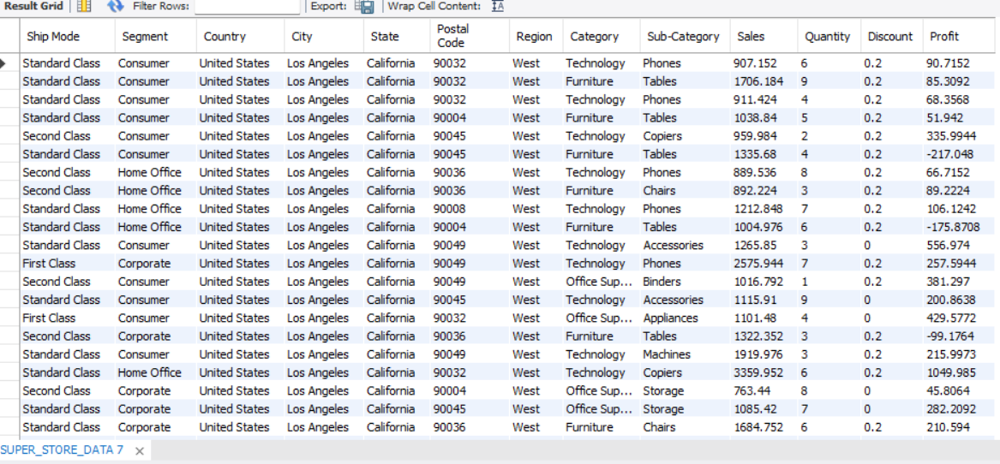 Result Grid Filter Rows: Export: Wrap Cell Content: IA
Ship Mode Segment Country City State Postal Code Region Category Sub-Category Sales Quantity Discount Profit
Standard Class Consumer United States Los Angeles California 90032 West Technology Phones 907.152 6 0.2 90.7152
Standard Class Consumer United States Los Angeles California 90032 West Furniture Tables 1706.184 9 0.2 85.3092
Standard Class Consumer United States Los Angeles California 90032 West Technology Phones 911.424 4 0.2 68.3568
Standard Class Consumer United States Los Angeles California 90004 West Furniture Tables 1038.84 5 0.2 51.942
Second Class Consumer United States Los Angeles California 90045 West Technology Copiers 959.984 2 0.2 335.9944
Standard Class Consumer United States Los Angeles California 90045 West Furniture Tables 1335.68 4 0.2 -217.048
Second Class Home Office United States Los Angeles California 90036 West Technology Phones 889.536 8 0.2 66.7152
Second Class Home Office United States Los Angeles California 90036 West Furniture Chairs 892.224 3 0.2 89.2224
Standard Class Home Office United States Los Angeles California 90008 West Technology Phones 1212.848 7 0.2 106.1242
Standard Class Home Office United States Los Angeles California 90004 West Furniture Tables 1004.976 6 0.2 -175.8708
Standard Class Consumer United States Los Angeles California 90049 West Technology Accessories 1265.85 3 0 556.974
First Class Corporate United States Los Angeles California 90049 West Technology Phones 2575.944 7 0.2 257.5944
Second Class Consumer United States Los Angeles California 90049 West Office Sup... Binders 1016.792 1 0.2 381.297
Standard Class Consumer United States Los Angeles California 90045 West Technology Accessories 1115.91 9 0 200.8638
First Class Consumer United States Los Angeles California 90032 West Office Sup... Appliances 1101.48 4 0 429.5772
Second Class Corporate United States Los Angeles California 90036 West Furniture Tables 1322.352 3 0.2 -99.1764
Standard Class Consumer United States Los Angeles California 90049 West Technology Machines 1919.976 3 0.2 215.9973
Standard Class Home Office United States Los Angeles California 90032 West Technology Copiers 3359.952 6 0.2 1049.985
Second Class Corporate United States Los Angeles California 90004 West Office Sup... Storage 763.44 8 0 45.8064
Standard Class Corporate United States Los Angeles California 90045 West Office Sup... Storage 1085.42 7 0 282.2092
Standard Class Corporate United States Los Angeles California 90036 West Furniture Chairs 1684.752 6 0.2 210.594
SUPER_STORE_DATA 7